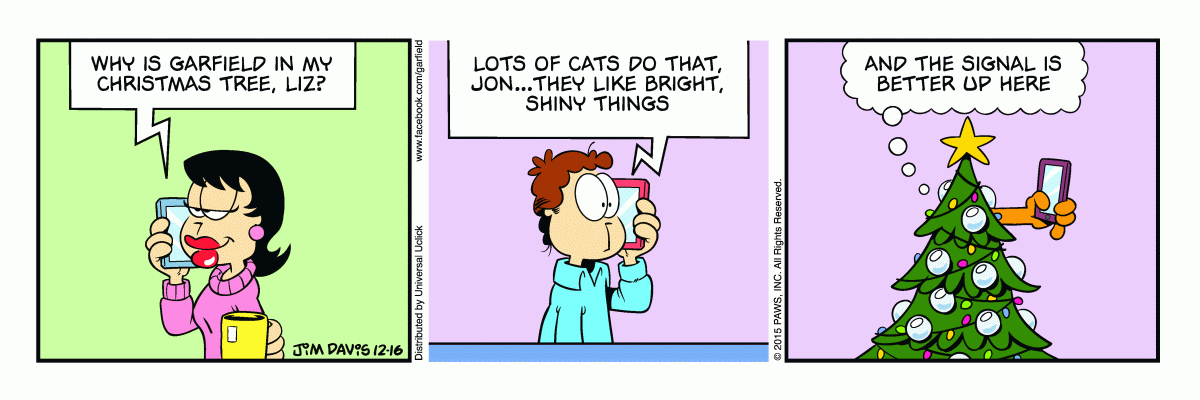 WHY IS GARFIELD IN MY
CHRISTMAS TREE, LIZ?
JIM DAVIS 12-16
www.facebook.com/garfield
Distributed by Universal Uclick
LOTS OF CATS DO THAT,
JON...THEY LIKE BRIGHT,
SHINY THINGS
© 2015 PAWS, INC. All Rights Reserved.
AND THE SIGNAL IS
BETTER UP HERE